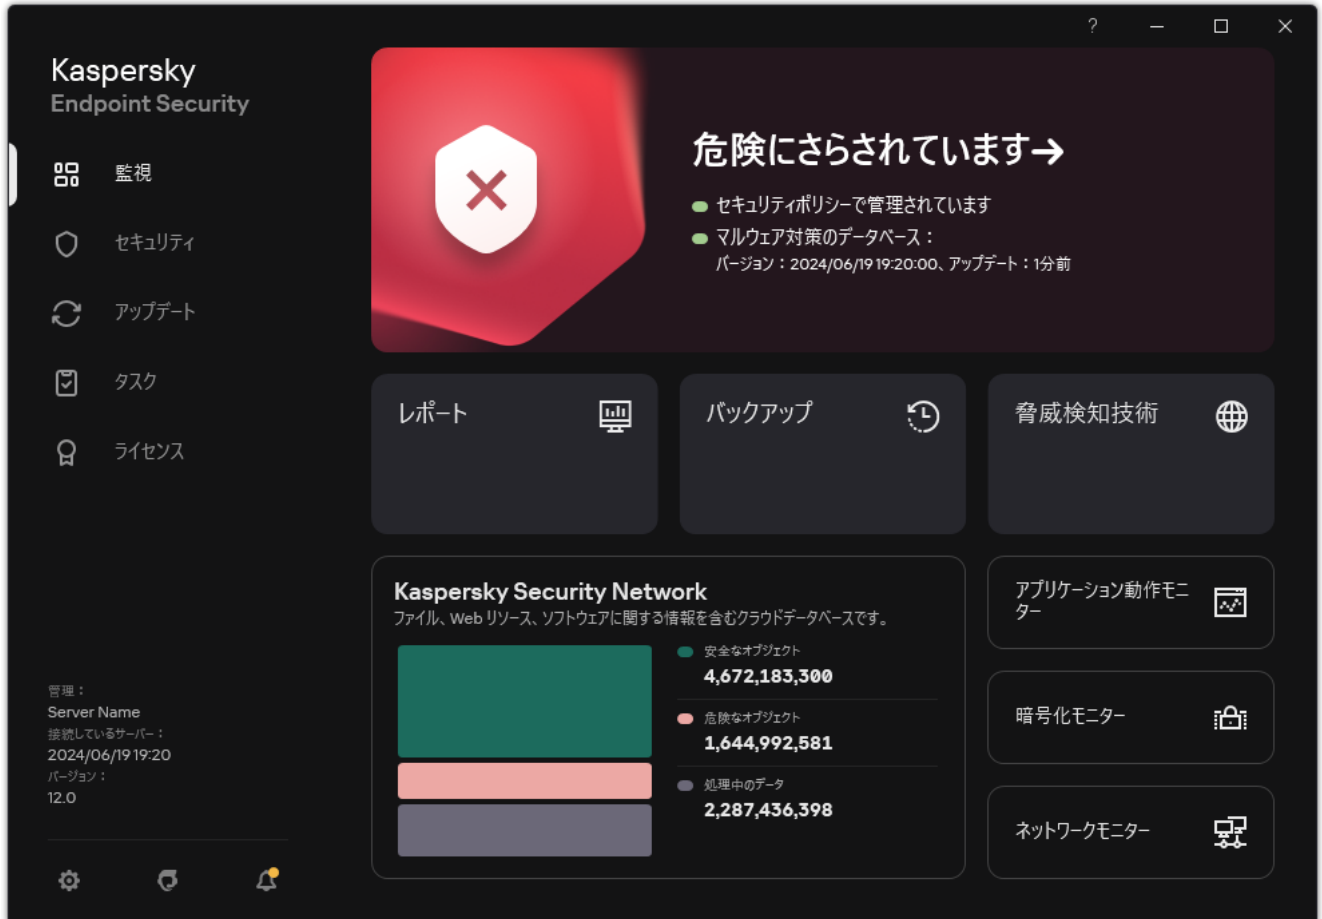 ?
Kaspersky
Endpoint Security
監視
セキュリティ
アップデート
タスク
ライセンス
管理：
Server Name
接続しているサーバー：
2024/06/19 19:20
バージョン：
12.0
危険にさらされています→
セキュリティポリシーで管理されています
マルウェア対策のデータベース：
バージョン：2024/06/19 19:20:00、アップデート：1分前
レポート
バックアップ
脅威検知技術
Kaspersky Security Network
ファイル、Web リソース、ソフトウェアに関する情報を含むクラウドデータベースです。
安全なオブジェクト
4,672,183,300
危険なオブジェクト
1,644,992,581
処理中のデータ
2,287,436,398
アプリケーション動作モニ
ター
暗号化モニター
ネットワークモニター